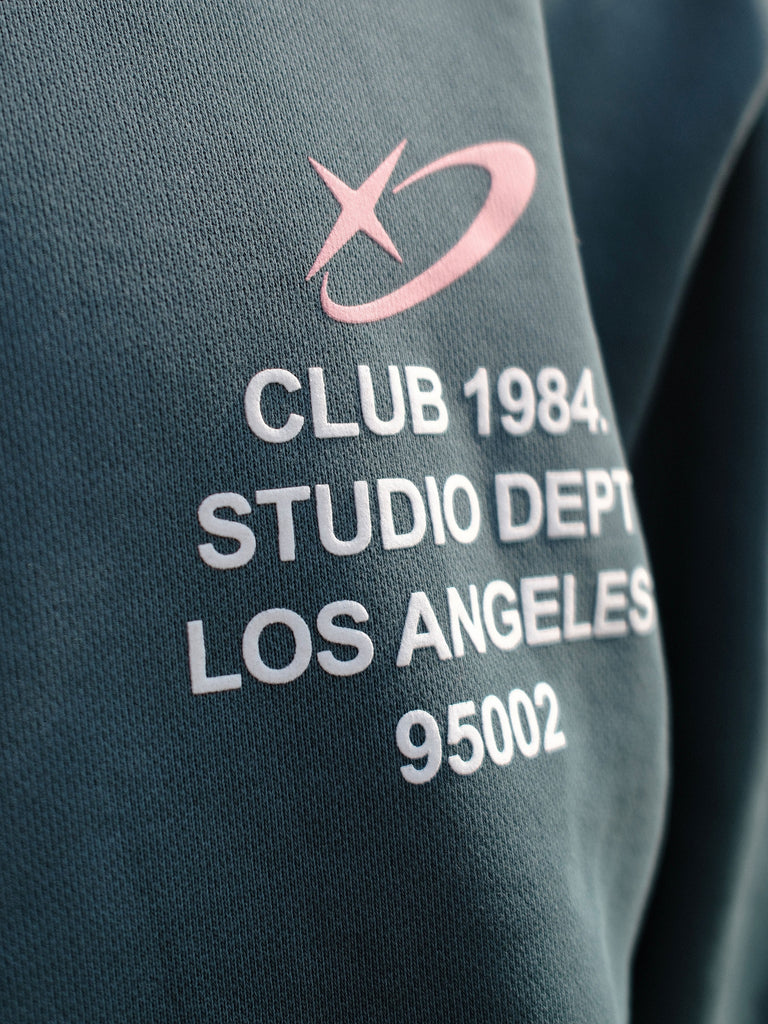 CLUB 1984.
STUDIO DEPT
LOS ANGELES
95002